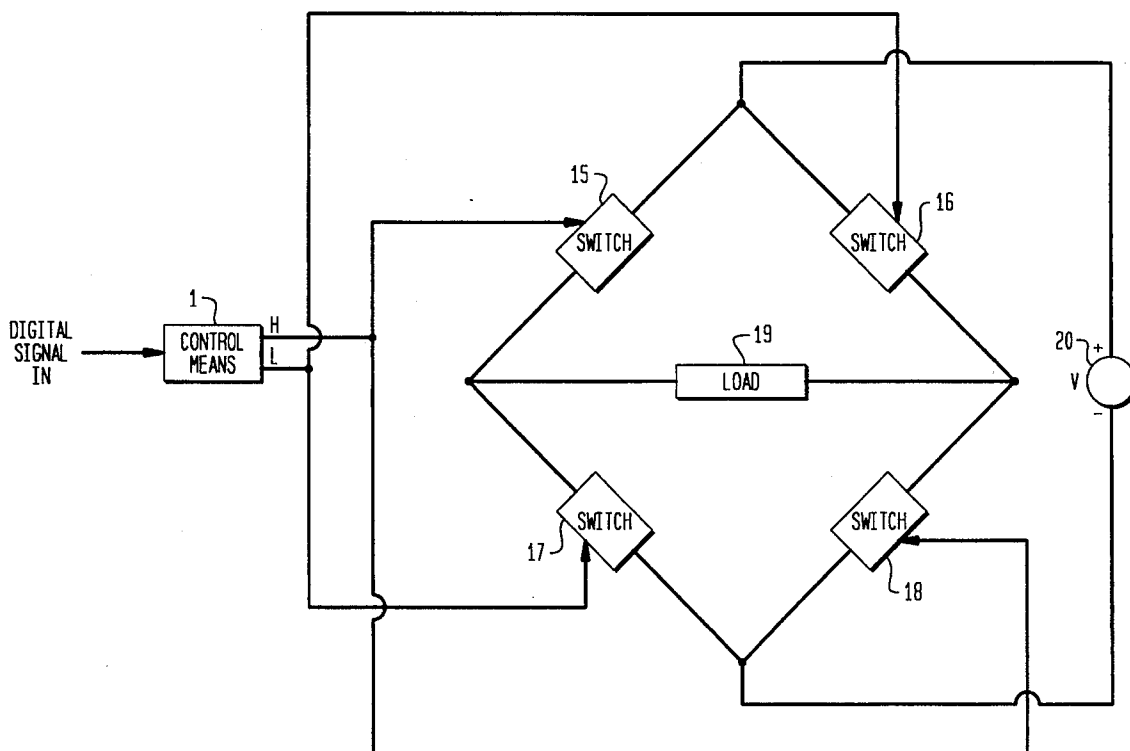 15
16
SWITCH
SWITCH
DIGITAL
SIGNAL
IN
1
CONTROL
MEANS
H
L
19
LOAD
20
V
+
-
SWITCH
17
SWITCH
18